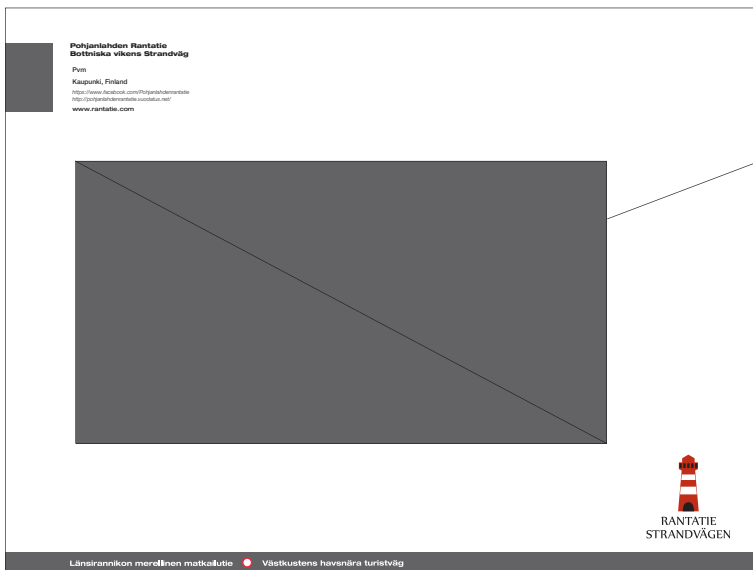 Pohjanlahden Rantatie
Bottniska vikens Strandväg
Pvm
Kaupunki, Finland
https://www.facebook.com/Pohjanlahdenrantatie
http://pohjanlahdenrantatie.vuodatus.net/
www.rantatie.com
RANTATIE
STRANDVÄGEN
Länsirannikon merellinen matkailutie Västkustens havsnära turistväg